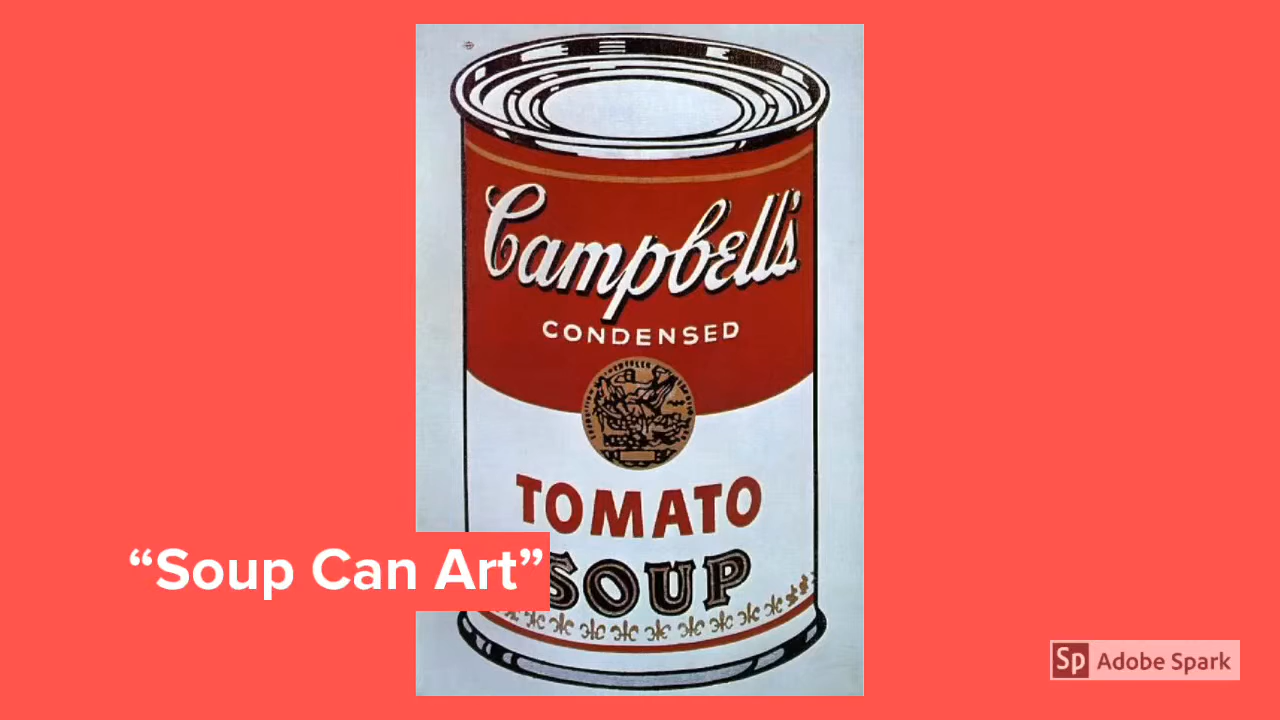 Campbell's
CONDENSED
TOMATO
SOUP
“Soup Can Art”
Sp Adobe Spark